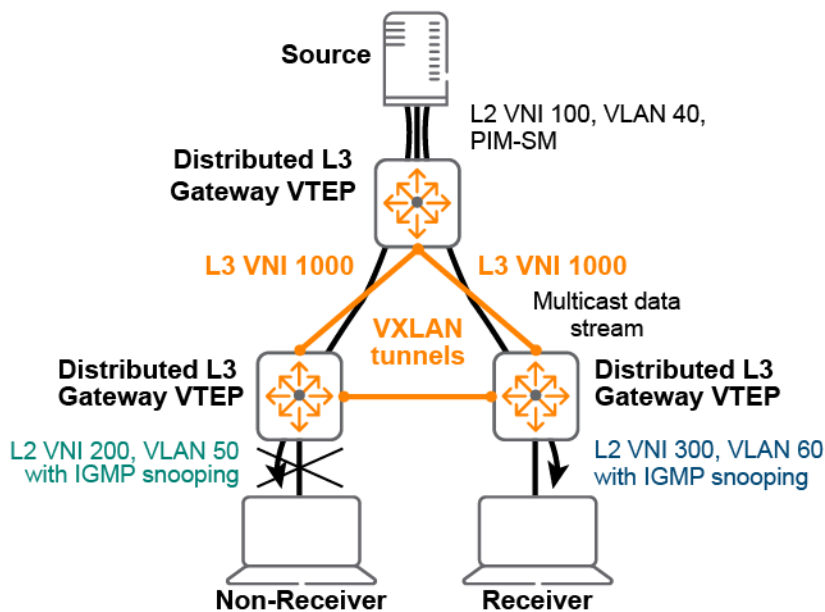 Source
L2 VNI 100, VLAN 40,
PIM-SM
Distributed L3
Gateway VTEP
L3 VNI 1000
L3 VNI 1000
Multicast data
stream
VXLAN
tunnels
Distributed L3
Gateway VTEP
Distributed L3
Gateway VTEP
L2 VNI 200, VLAN 50
with IGMP snooping
L2 VNI 300, VLAN 60
with IGMP snooping
Non-Receiver
Receiver